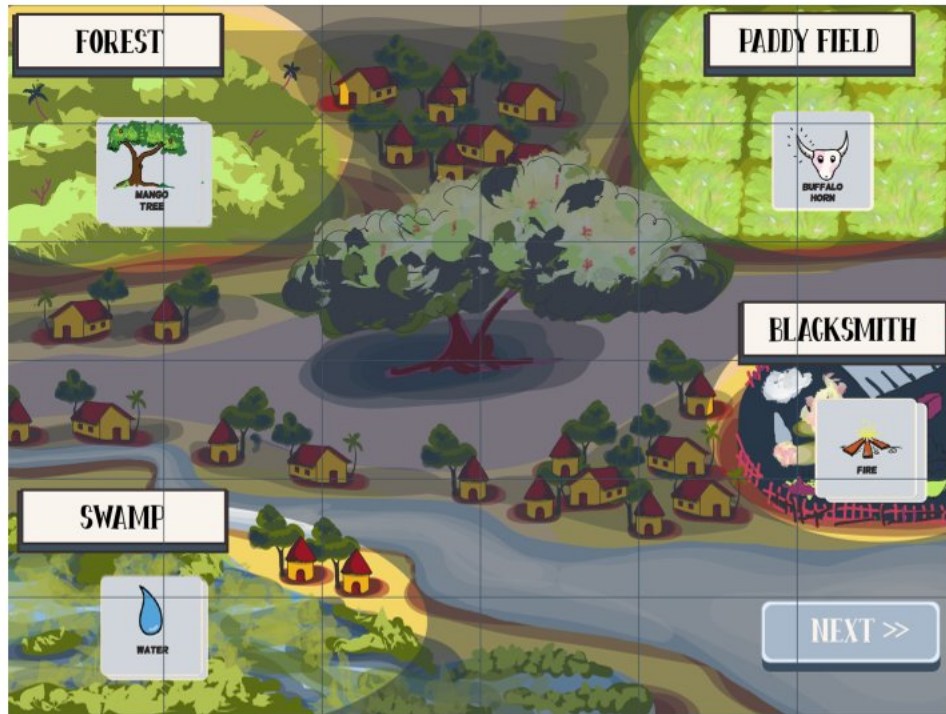 FOREST
PADDY FIELD
MANGO
TREE
BUFFALO
HORN
BLACKSMITH
FIRE
SWAMP
WATER
NEXT >>